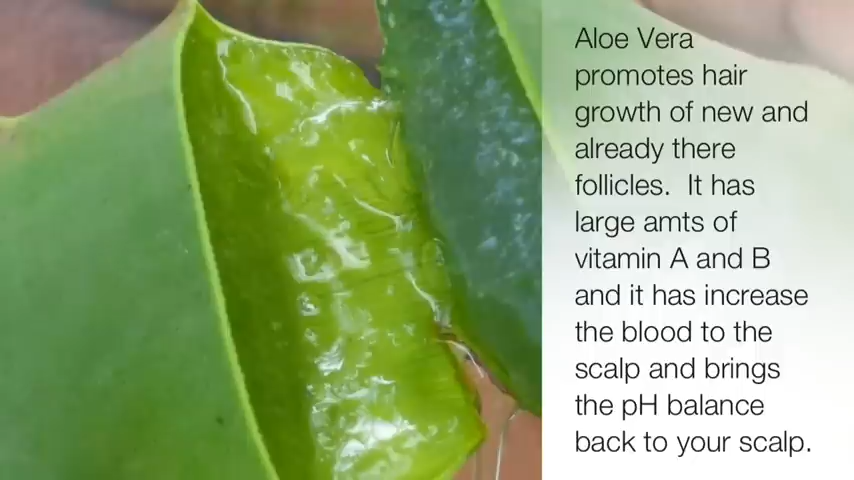 Aloe Vera
promotes hair
growth of new and
already there
follicles.  It has
large amts of
vitamin A and B
and it has increase
the blood to the
scalp and brings
the pH balance
back to your scalp.